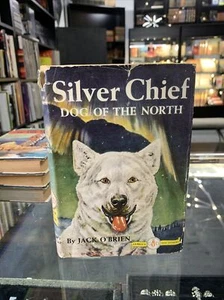 Silver Chief
DOG OF THE NORTH
By JACK O'BRIEN